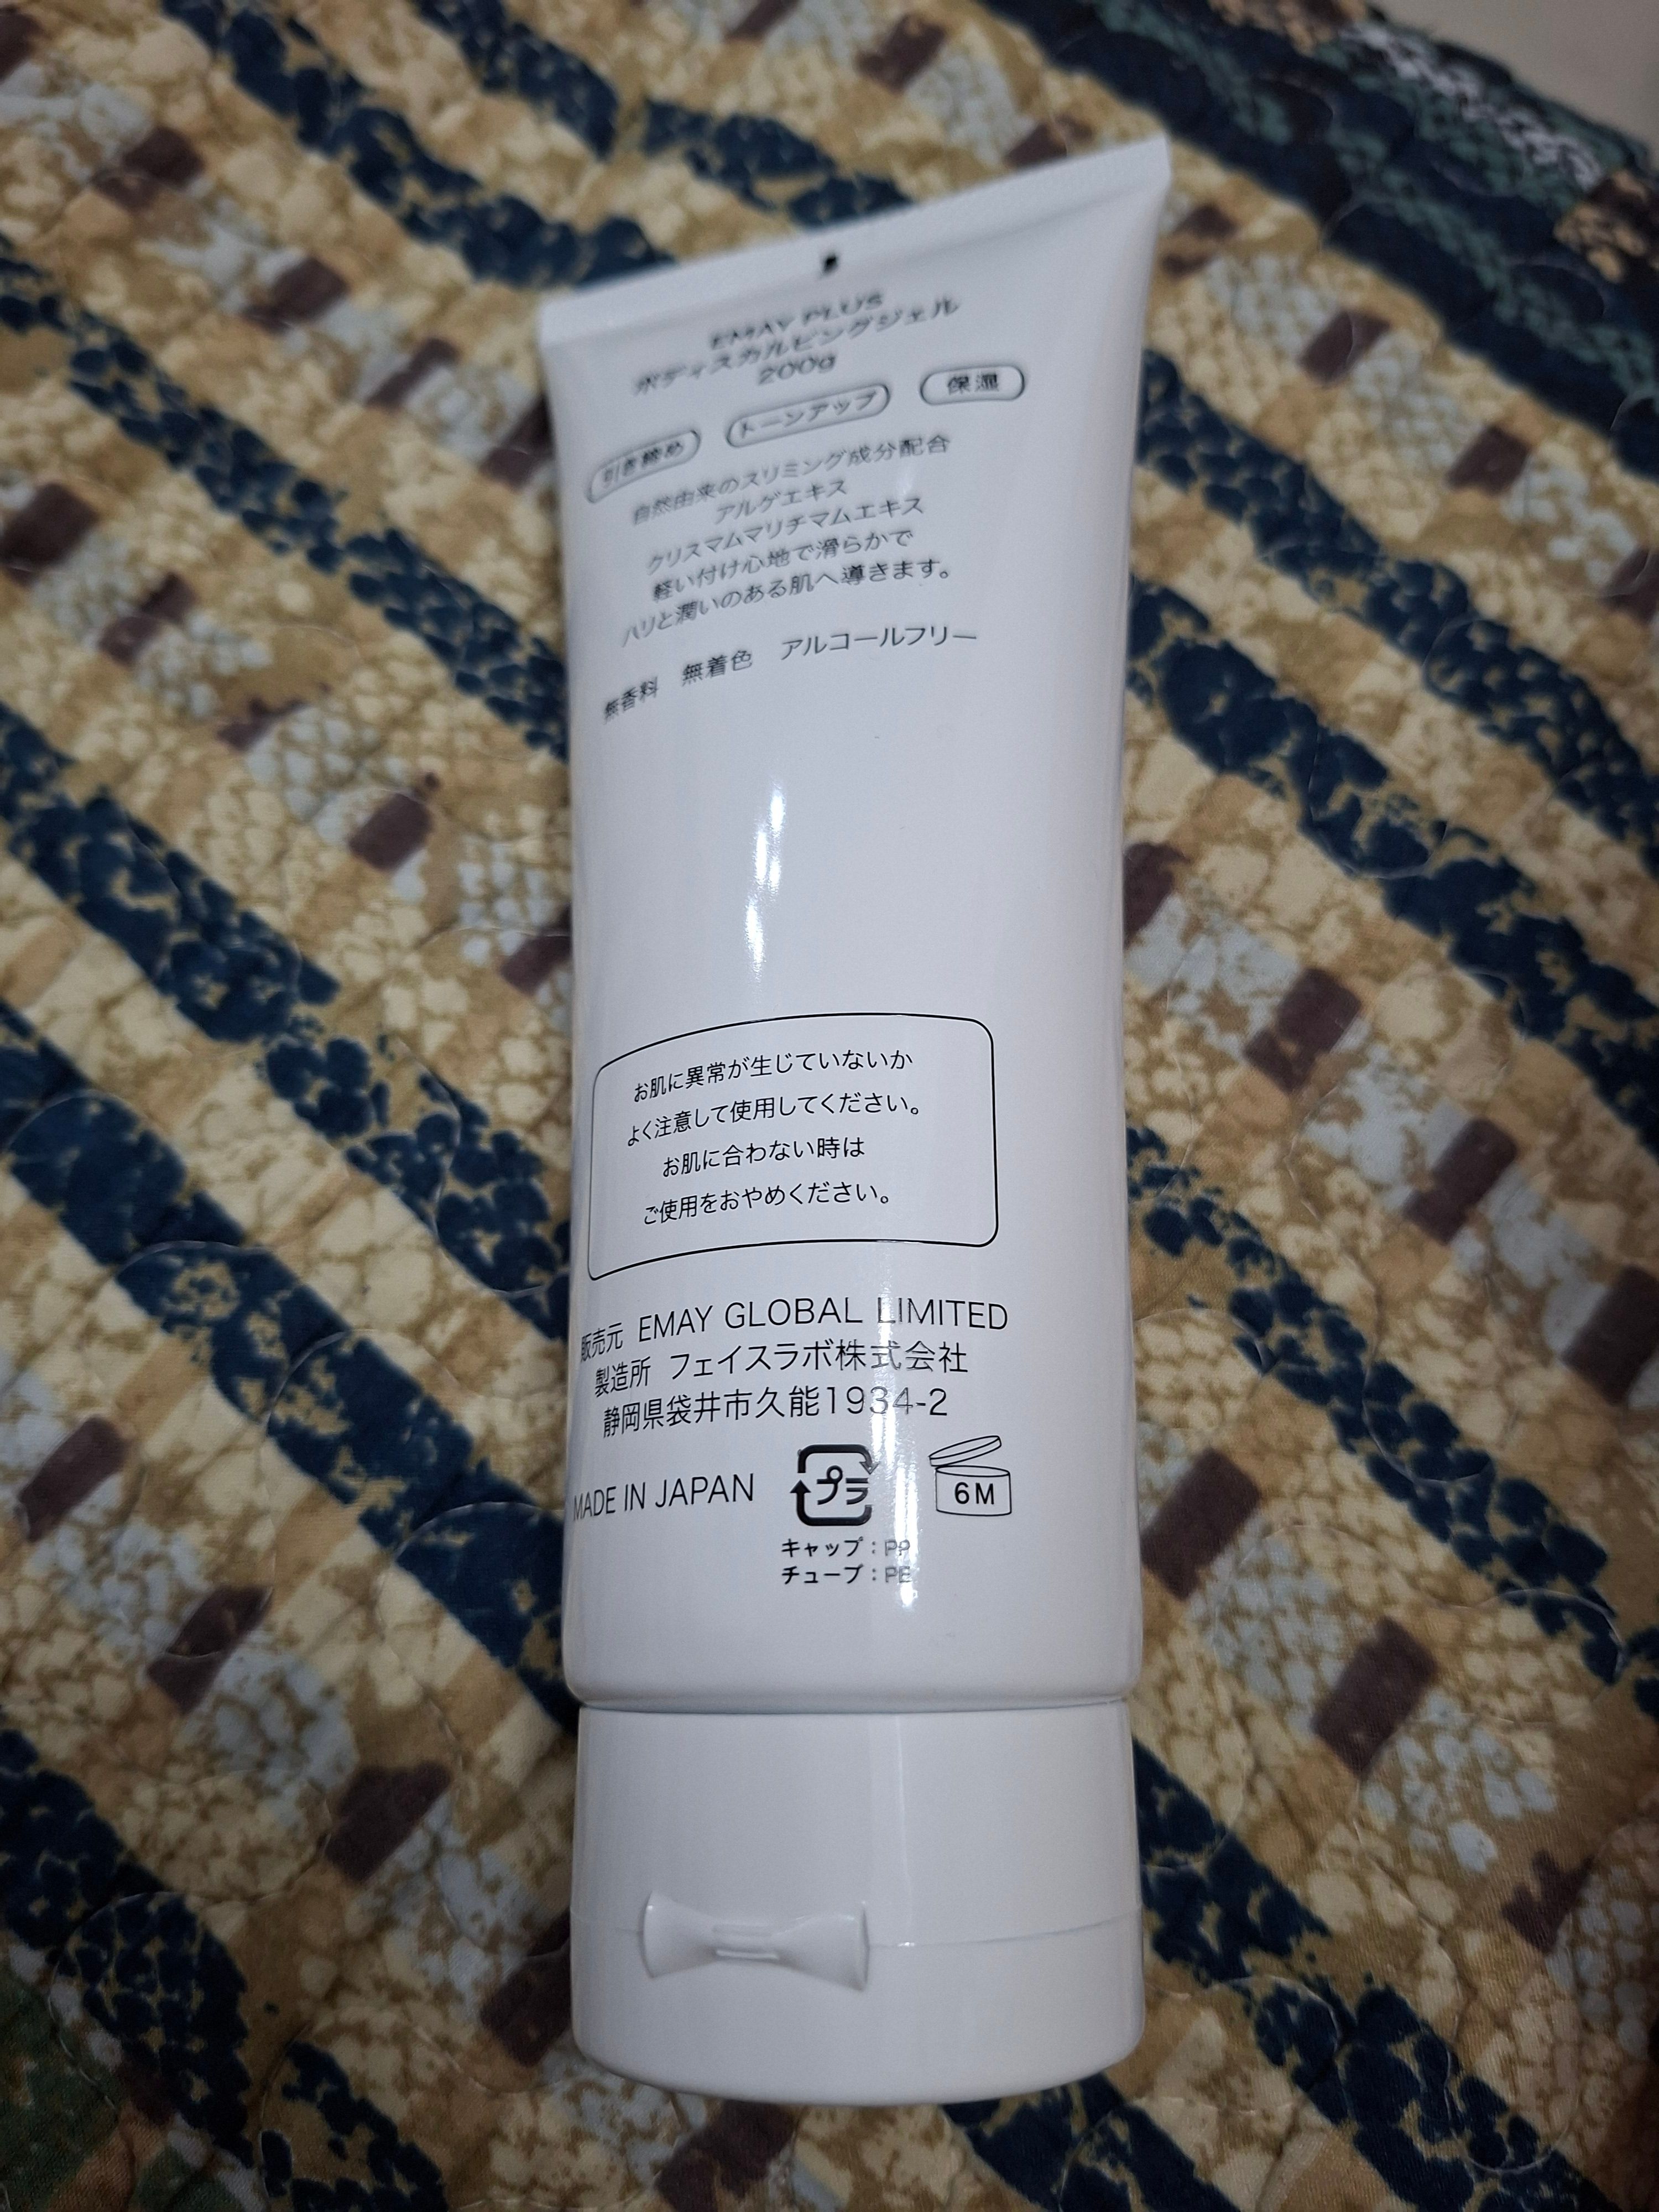 EMAY PLUS
ボディスカルピングジェル
200g
引き締め トーンアップ 保湿
自然由来のスリミング成分配合
アルゲエキス
クリスマムマリチマムエキス
軽い付け心地で滑らかで
ハリと潤いのある肌へ導きます。
無香料 無着色 アルコールフリー
お肌に異常が生じていないか
よく注意して使用してください。
お肌に合わない時は
ご使用をおやめください。
販売元 EMAY GLOBAL LIMITED
製造所 フェイスラボ株式会社
静岡県袋井市久能1934-2
MADE IN JAPAN プラ 6M
キャップ：PP
チューブ：PE